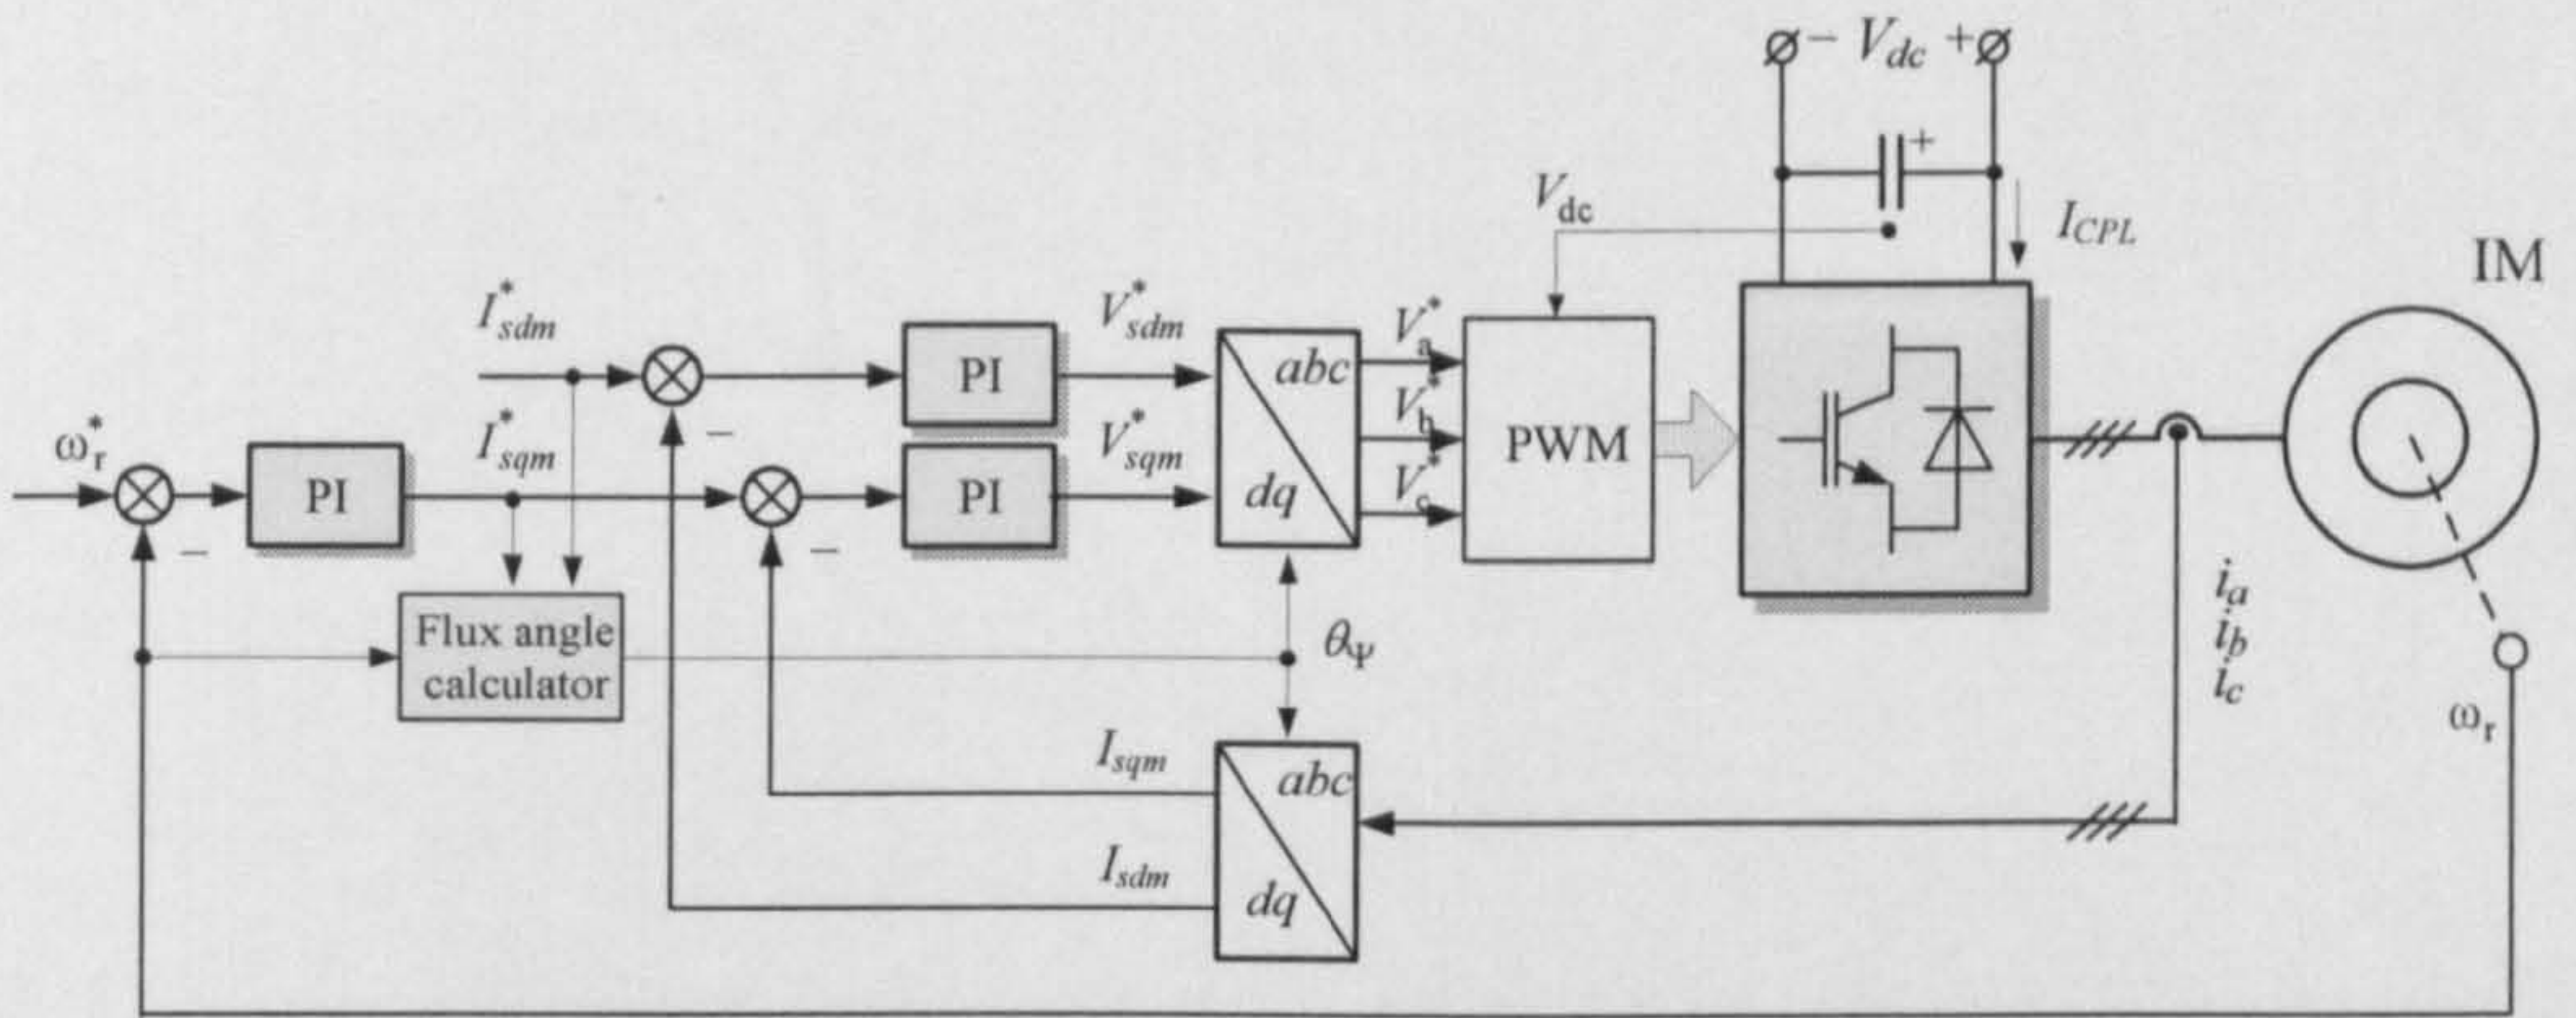 − V_dc +
+
V_dc
I_CPL
IM
I*_sdm
V*_sdm
V*_a
abc
PI
−
V*_b
PWM
ω*_r
I*_sqm
V*_sqm
V*_c
PI
PI
dq
−
−
Flux angle
calculator
θ_Ψ
i_a
i_b
i_c
ω_r
I_sqm
abc
I_sdm
dq